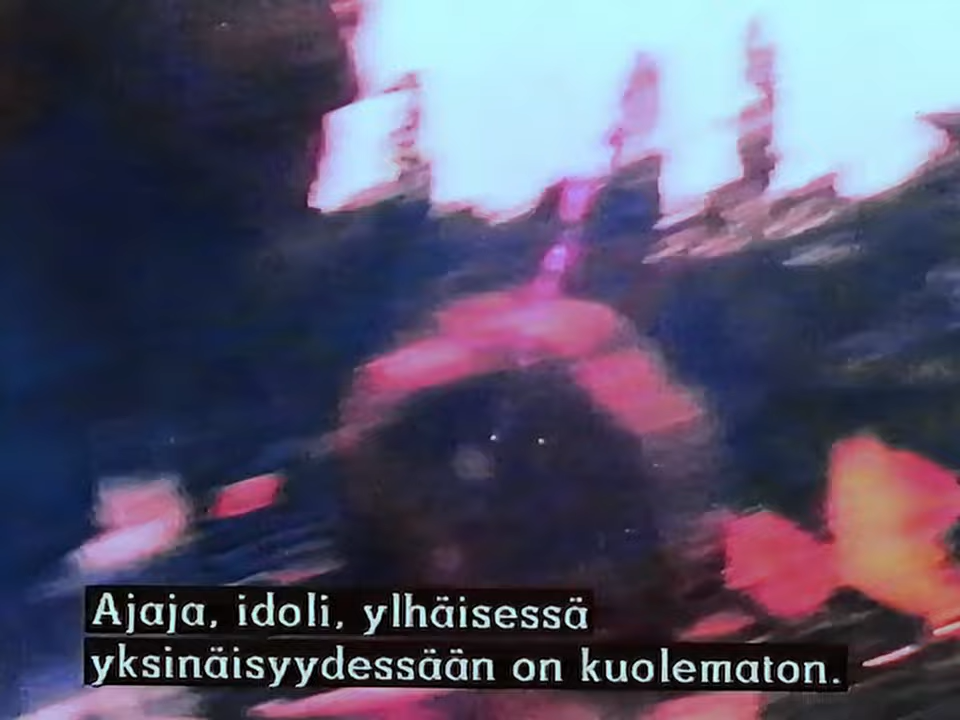 Ajaja, idoli, ylhäisessä
yksinäisyydessään on kuolematon.